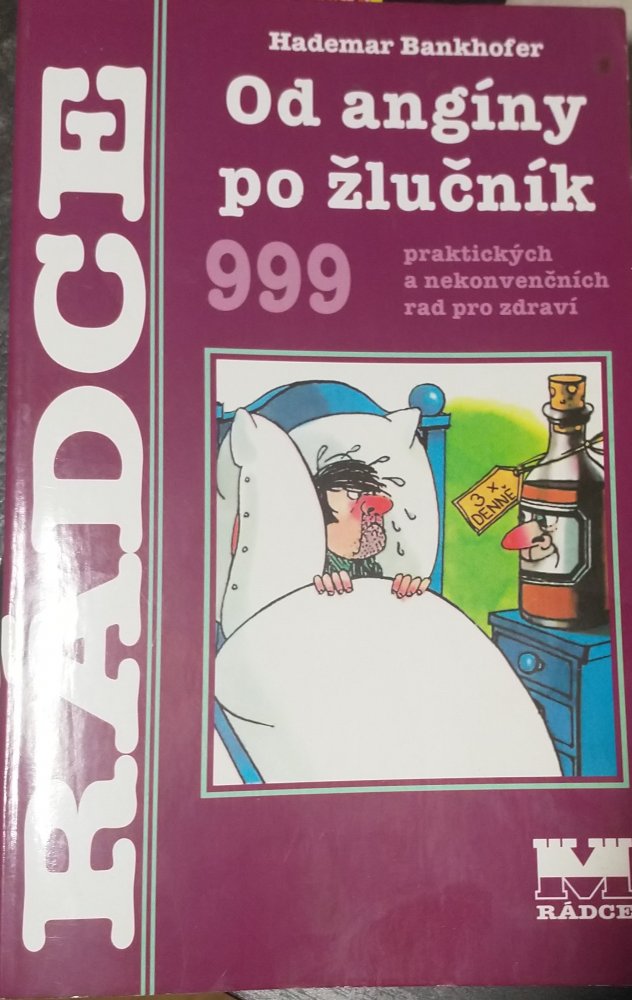 RÁDCE
Hademar Bankhofer
Od angíny
po žlučník
999
praktických
a nekonvenčních
rad pro zdraví
3 x
DENNĚ
M
RÁDCE